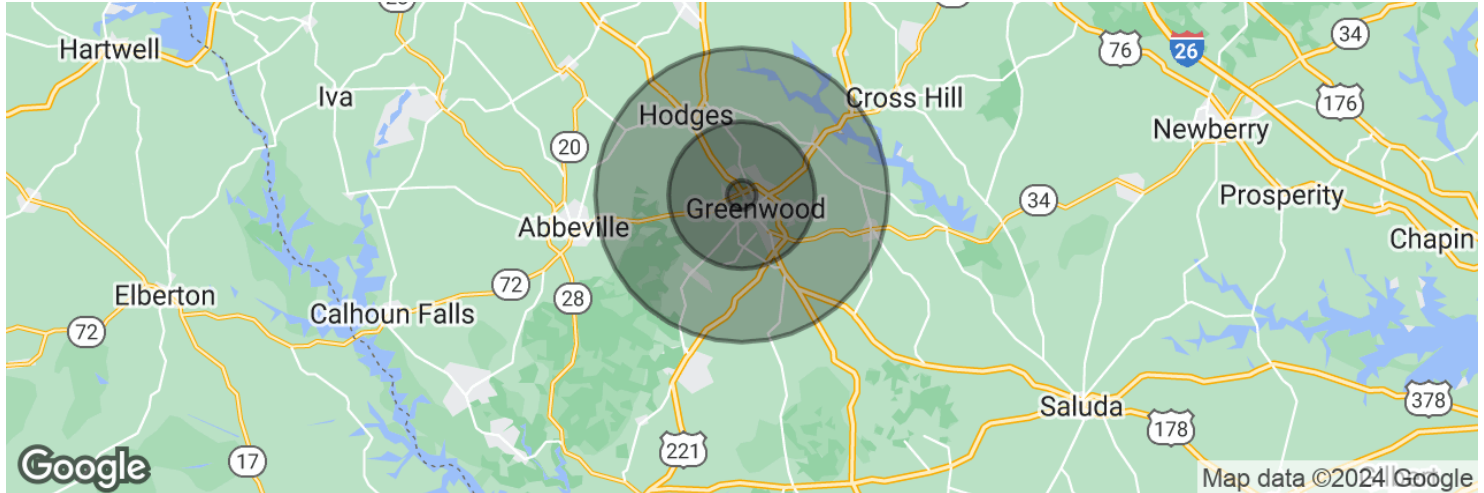 28
Hartwell
76
26
34
Iva
Hodges
Cross Hill
176
Newberry
20
Greenwood
34
Prosperity
Abbeville
Chapin
Elberton
72
28
Calhoun Falls
72
Saluda
378
178
221
17
Google
Map data ©2024 Google